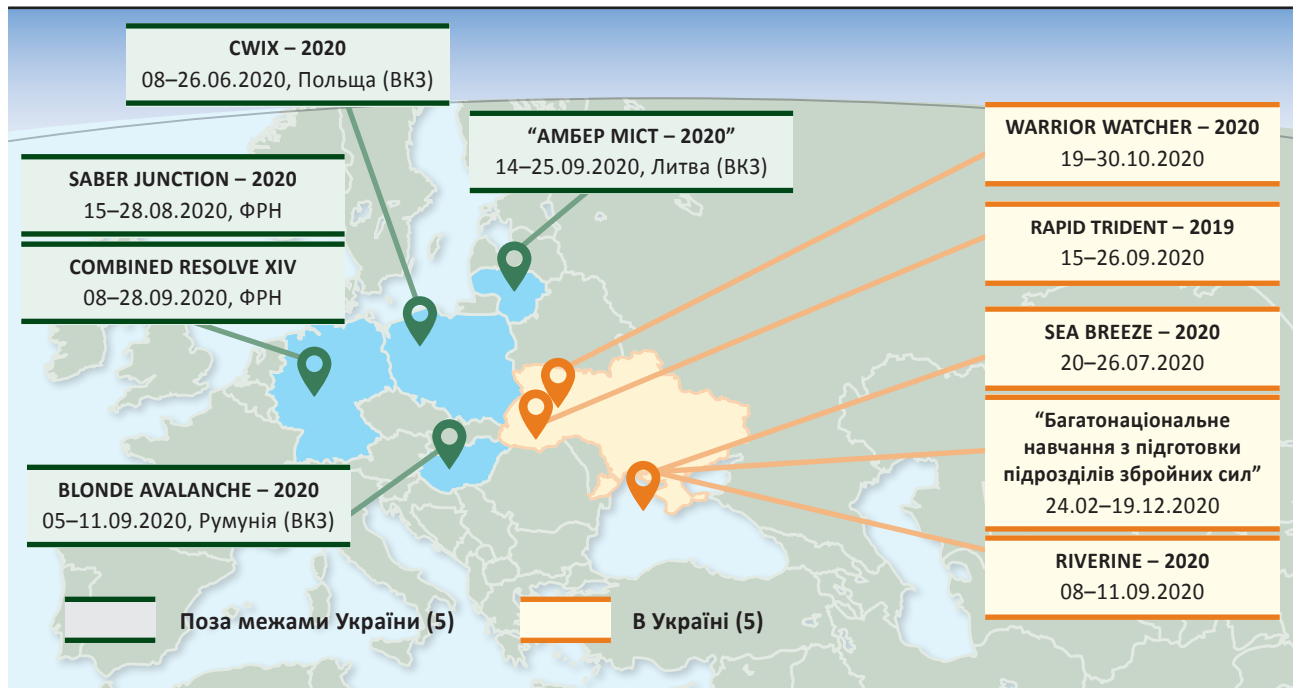 CWIX – 2020
08–26.06.2020, Польща (ВКЗ)
“АМБЕР МІСТ – 2020”
14–25.09.2020, Литва (ВКЗ)
SABER JUNCTION – 2020
15–28.08.2020, ФРН
COMBINED RESOLVE XIV
08–28.09.2020, ФРН
BLONDE AVALANCHE – 2020
05–11.09.2020, Румунія (ВКЗ)
WARRIOR WATCHER – 2020
19–30.10.2020
RAPID TRIDENT – 2019
15–26.09.2020
SEA BREEZE – 2020
20–26.07.2020
“Багатонаціональне
навчання з підготовки
підрозділів збройних сил”
24.02–19.12.2020
RIVERINE – 2020
08–11.09.2020
Поза межами України (5)
В Україні (5)